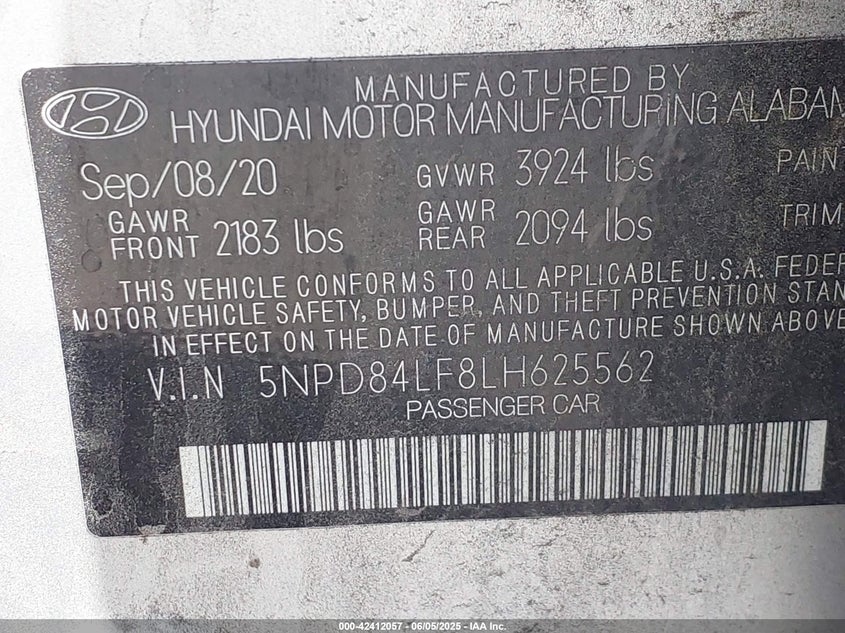 MANUFACTURED BY
HYUNDAI MOTOR MANUFACTURING ALABAM
Sep/08/20 GVWR 3924 lbs PAINT
GAWR FRONT 2183 lbs GAWR REAR 2094 lbs TRIM
THIS VEHICLE CONFORMS TO ALL APPLICABLE U.S.A. FEDER
MOTOR VEHICLE SAFETY, BUMPER, AND THEFT PREVENTION STAN
IN EFFECT ON THE DATE OF MANUFACTURE SHOWN ABOVE
V.I.N 5NPD84LF8LH625562
PASSENGER CAR
000-42412057 - 06/05/2025 - IAA Inc.